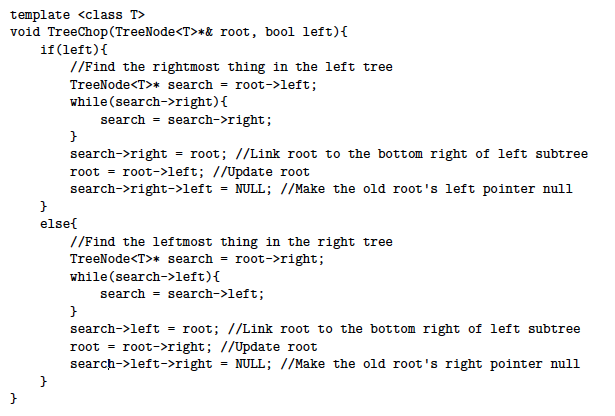 template <class T>
void TreeChop(TreeNode<T>*& root, bool left){
    if(left){
        //Find the rightmost thing in the left tree
        TreeNode<T>* search = root->left;
        while(search->right){
            search = search->right;
        }
        search->right = root; //Link root to the bottom right of left subtree
        root = root->left; //Update root
        search->right->left = NULL; //Make the old root's left pointer null
    }
    else{
        //Find the leftmost thing in the right tree
        TreeNode<T>* search = root->right;
        while(search->left){
            search = search->left;
        }
        search->left = root; //Link root to the bottom right of left subtree
        root = root->right; //Update root
        search->left->right = NULL; //Make the old root's right pointer null
    }
}